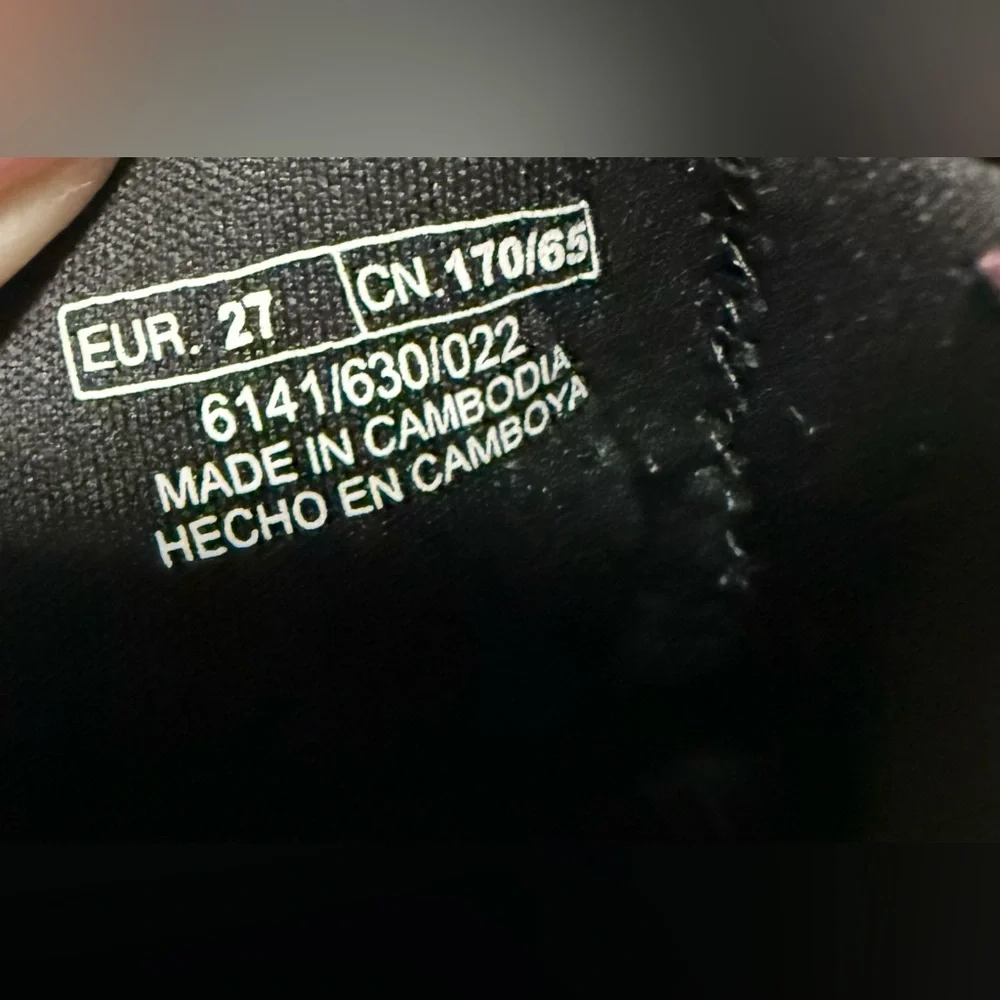 EUR. 27 CN. 170/65
6141/630/022
MADE IN CAMBODIA
HECHO EN CAMBOYA